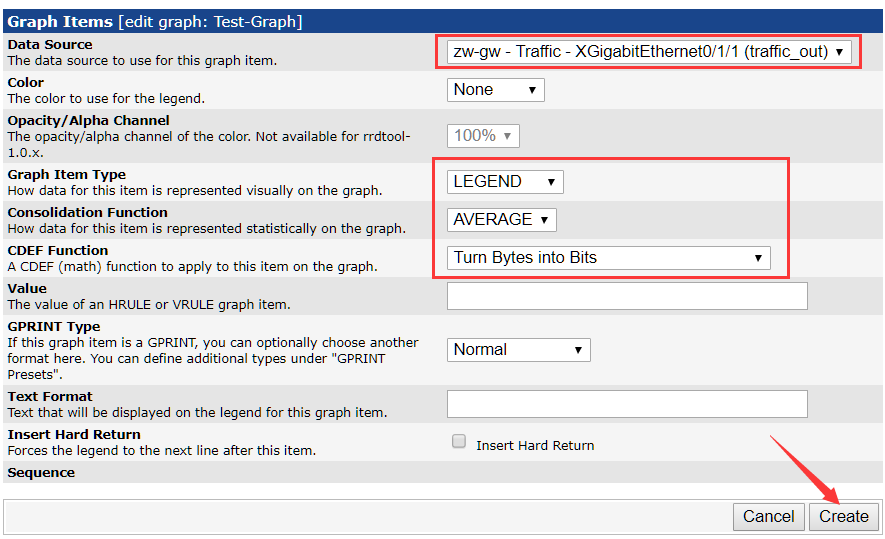 Graph Items [edit graph: Test-Graph]
Data Source
The data source to use for this graph item.
zw-gw - Traffic - XGigabitEthernet0/1/1 (traffic_out)
Color
The color to use for the legend.
None
Opacity/Alpha Channel
The opacity/alpha channel of the color. Not available for rrdtool-
1.0.x.
100%
Graph Item Type
How data for this item is represented visually on the graph.
LEGEND
Consolidation Function
How data for this item is represented statistically on the graph.
AVERAGE
CDEF Function
A CDEF (math) function to apply to this item on the graph.
Turn Bytes into Bits
Value
The value of an HRULE or VRULE graph item.
GPRINT Type
If this graph item is a GPRINT, you can optionally choose another
format here. You can define additional types under "GPRINT
Presets".
Normal
Text Format
Text that will be displayed on the legend for this graph item.
Insert Hard Return
Forces the legend to the next line after this item.
Insert Hard Return
Sequence
Cancel
Create